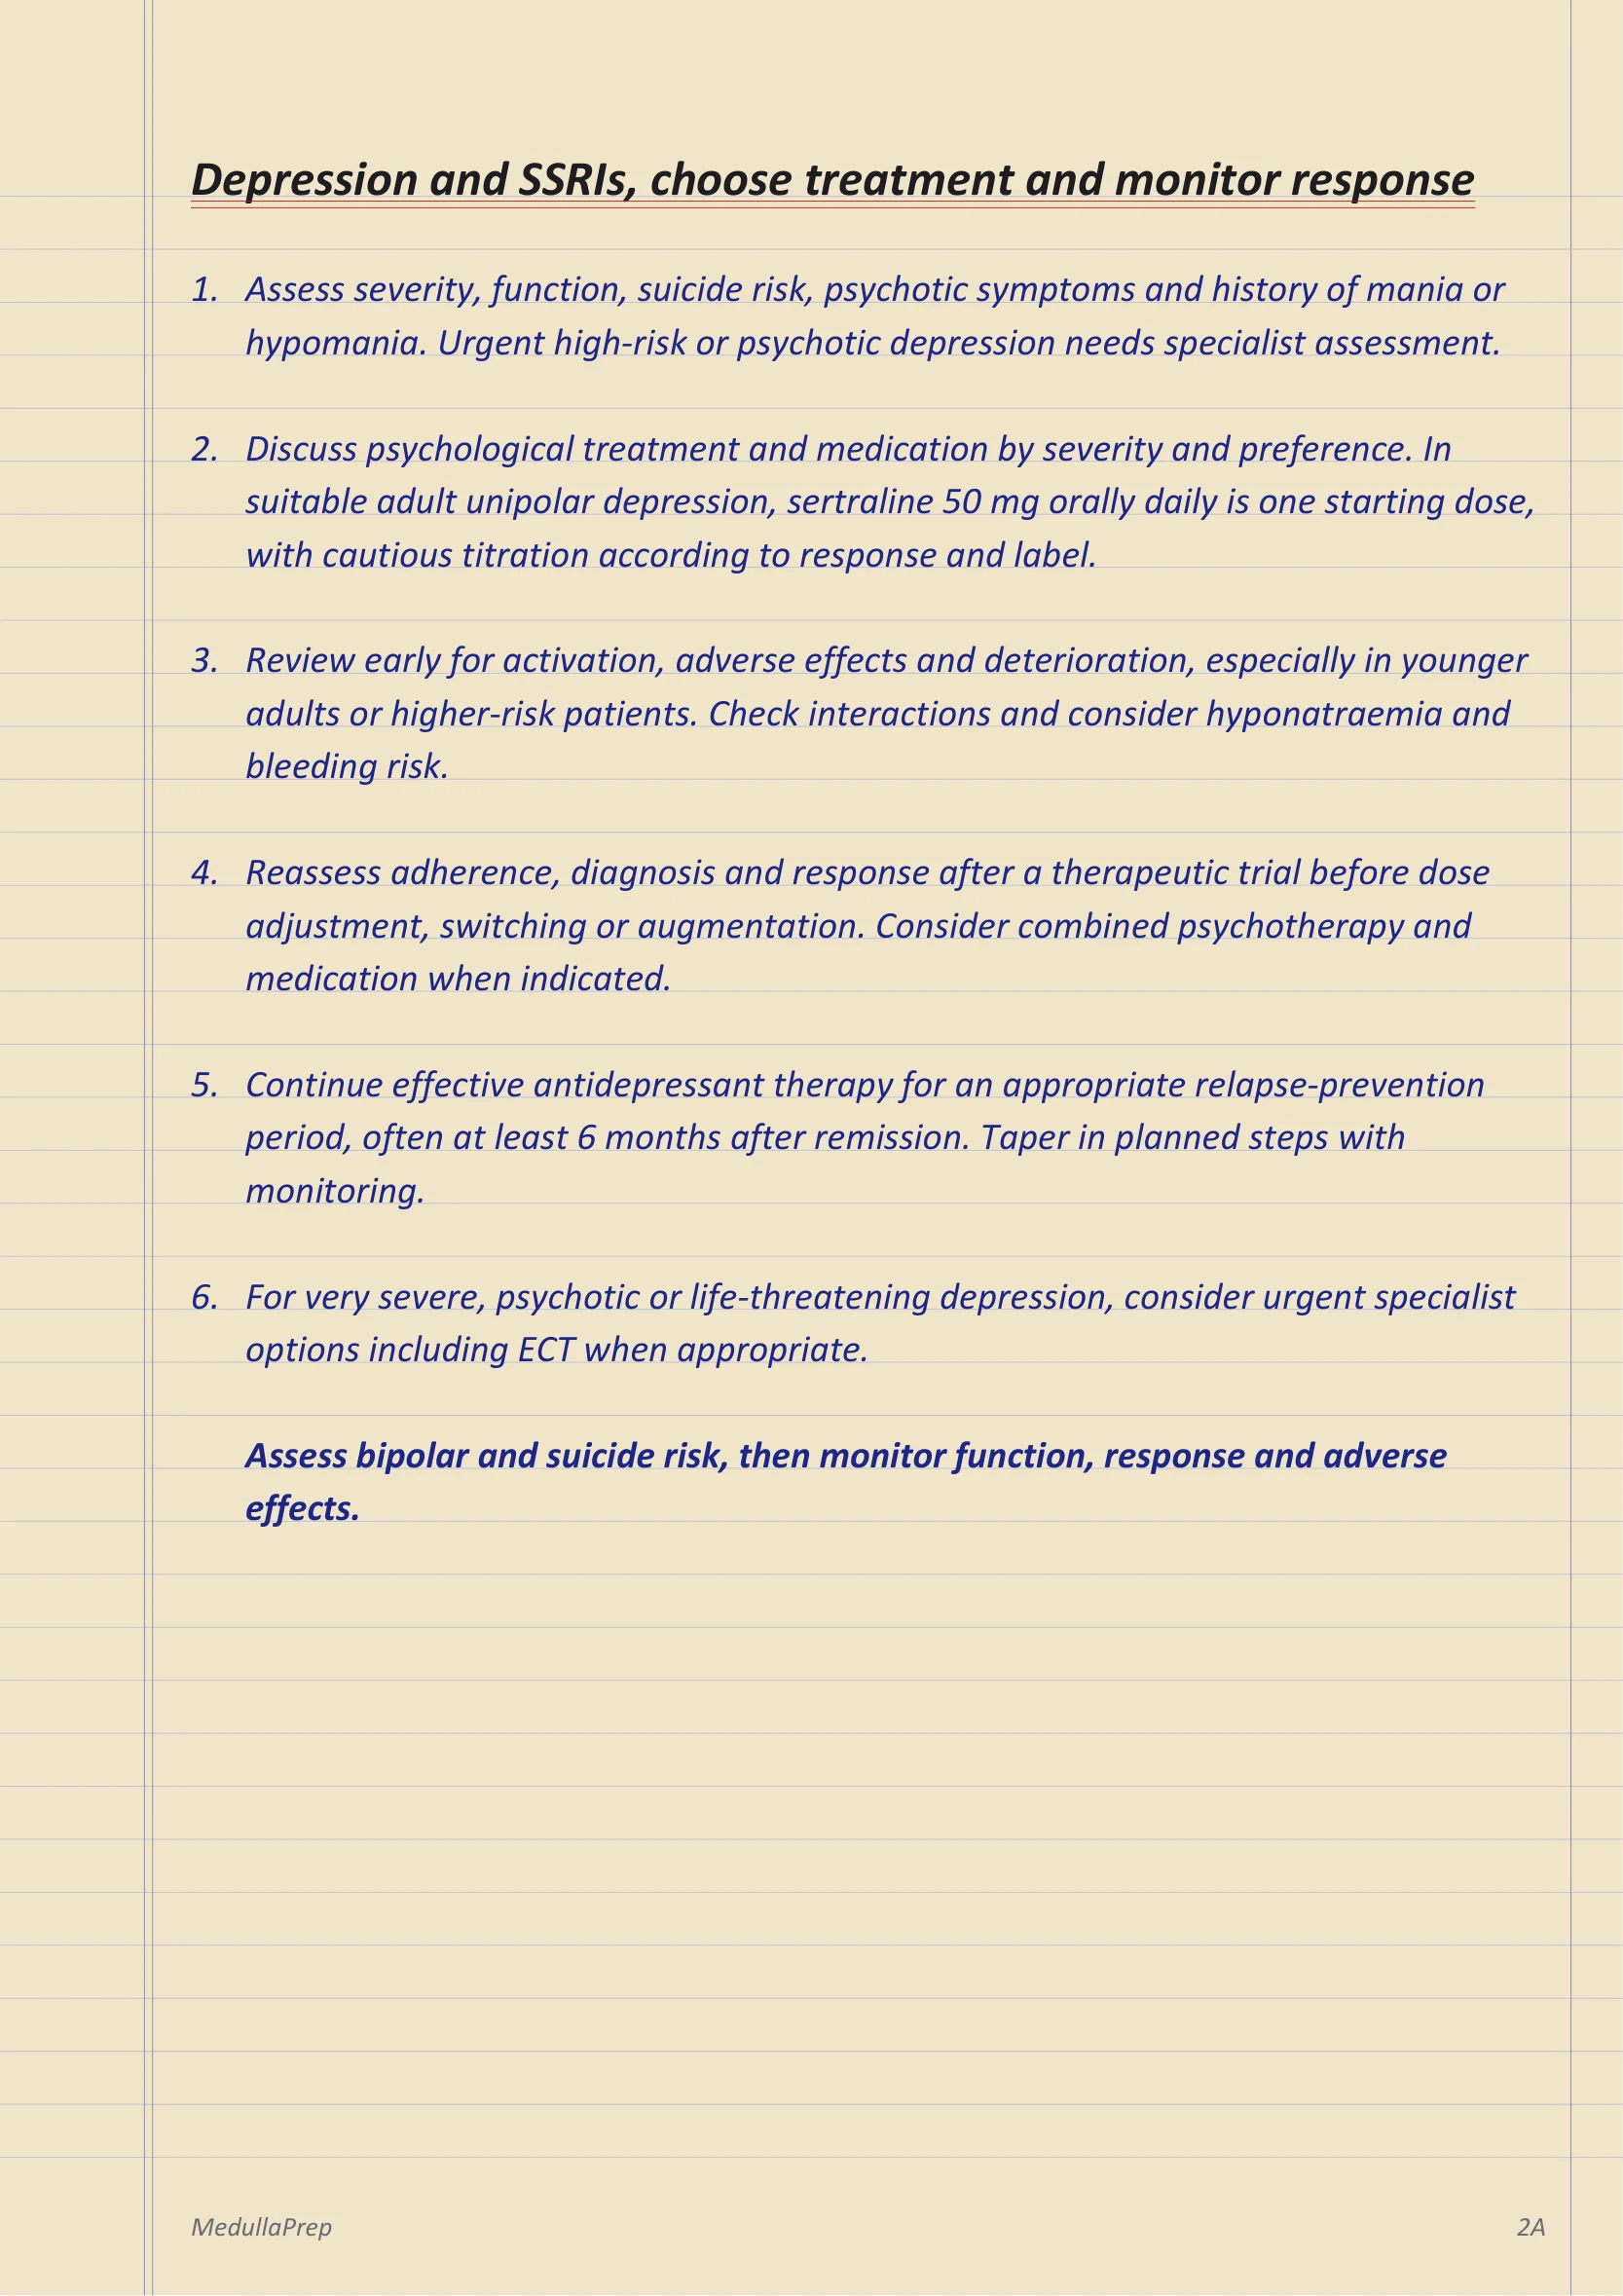 Depression and SSRIs, choose treatment and monitor response
1. Assess severity, function, suicide risk, psychotic symptoms and history of mania or
hypomania. Urgent high-risk or psychotic depression needs specialist assessment.
2. Discuss psychological treatment and medication by severity and preference. In
suitable adult unipolar depression, sertraline 50 mg orally daily is one starting dose,
with cautious titration according to response and label.
3. Review early for activation, adverse effects and deterioration, especially in younger
adults or higher-risk patients. Check interactions and consider hyponatraemia and
bleeding risk.
4. Reassess adherence, diagnosis and response after a therapeutic trial before dose
adjustment, switching or augmentation. Consider combined psychotherapy and
medication when indicated.
5. Continue effective antidepressant therapy for an appropriate relapse-prevention
period, often at least 6 months after remission. Taper in planned steps with
monitoring.
6. For very severe, psychotic or life-threatening depression, consider urgent specialist
options including ECT when appropriate.
Assess bipolar and suicide risk, then monitor function, response and adverse
effects.
MedullaPrep
2A